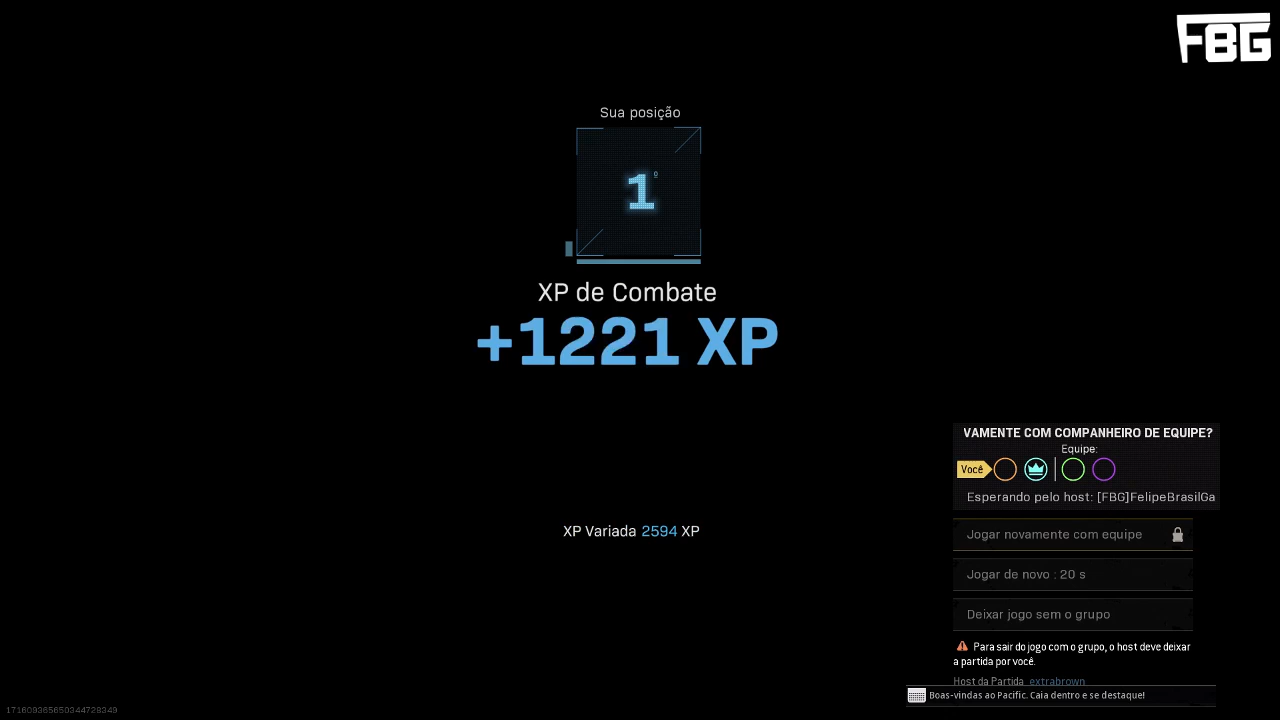 FBG
Sua posição
1º
XP de Combate
+1221 XP
VAMENTE COM COMPANHEIRO DE EQUIPE?
Equipe:
Você
Esperando pelo host: [FBG]FelipeBrasilGa
XP Variada 2594 XP
Jogar novamente com equipe
Jogar de novo : 20 s
Deixar jogo sem o grupo
Para sair do jogo com o grupo, o host deve deixar
a partida por você.
Host da Partida extrabrown
Boas-vindas ao Pacific. Caia dentro e se destaque!
171609365650344728349